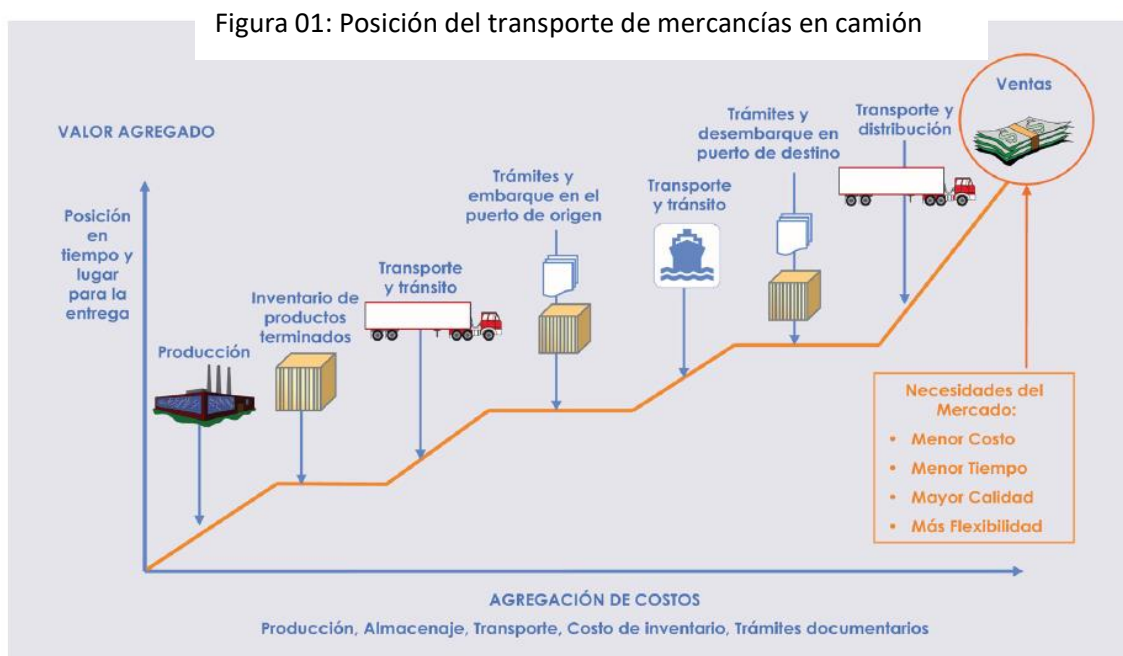 Figura 01: Posición del transporte de mercancías en camión
VALOR AGREGADO
Posición
en
tiempo y
lugar
para la
entrega
Producción
Inventario de
productos
terminados
Transporte
y tránsito
Trámites y
embarque en el
puerto de origen
Transporte
y tránsito
Trámites y
desembarque en
puerto de destino
Transporte y
distribución
Ventas
Necesidades del
Mercado:
• Menor Costo
• Menor Tiempo
• Mayor Calidad
• Más Flexibilidad
AGREGACIÓN DE COSTOS
Producción, Almacenaje, Transporte, Costo de inventario, Trámites documentarios